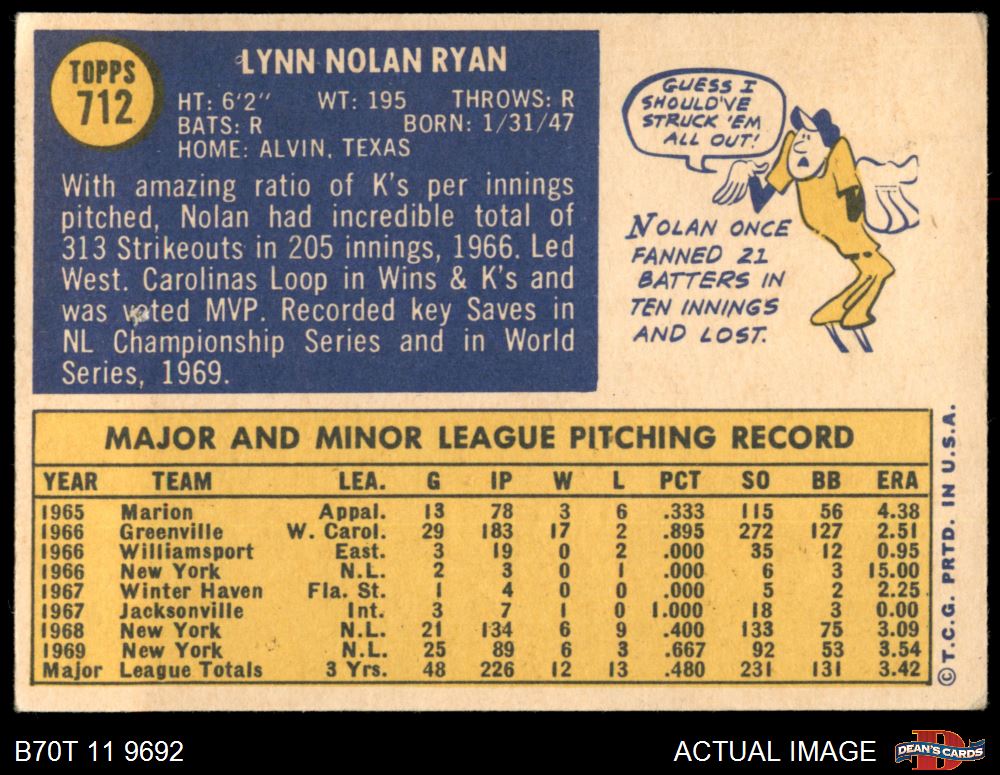 TOPPS
712
LYNN NOLAN RYAN
HT: 6'2" WT: 195 THROWS: R
BATS: R BORN: 1/31/47
HOME: ALVIN, TEXAS
With amazing ratio of K's per innings
pitched, Nolan had incredible total of
313 Strikeouts in 205 innings, 1966. Led
West. Carolinas Loop in Wins & K's and
was voted MVP. Recorded key Saves in
NL Championship Series and in World
Series, 1969.
GUESS I
SHOULD'VE
STRUCK 'EM
ALL OUT!
NOLAN ONCE
FANNED 21
BATTERS IN
TEN INNINGS
AND LOST.
MAJOR AND MINOR LEAGUE PITCHING RECORD
YEAR TEAM LEA. G IP W L PCT SO BB ERA
1965 Marion Appal. 13 78 3 6 .333 115 56 4.38
1966 Greenville W. Carol. 29 183 17 2 .895 272 127 2.51
1966 Williamsport East. 3 19 0 2 .000 35 12 0.95
1966 New York N.L. 2 3 0 1 .000 6 3 15.00
1967 Winter Haven Fla. St. 1 4 0 0 .000 5 2 2.25
1967 Jacksonville Int. 3 7 1 0 1.000 18 3 0.00
1968 New York N.L. 21 134 6 9 .400 133 75 3.09
1969 New York N.L. 25 89 6 3 .667 92 53 3.54
Major League Totals 3 Yrs. 48 226 12 13 .480 231 131 3.42
© T.C.G. PRTD. IN U.S.A.
B70T 11 9692
ACTUAL IMAGE
DEAN'S CARDS